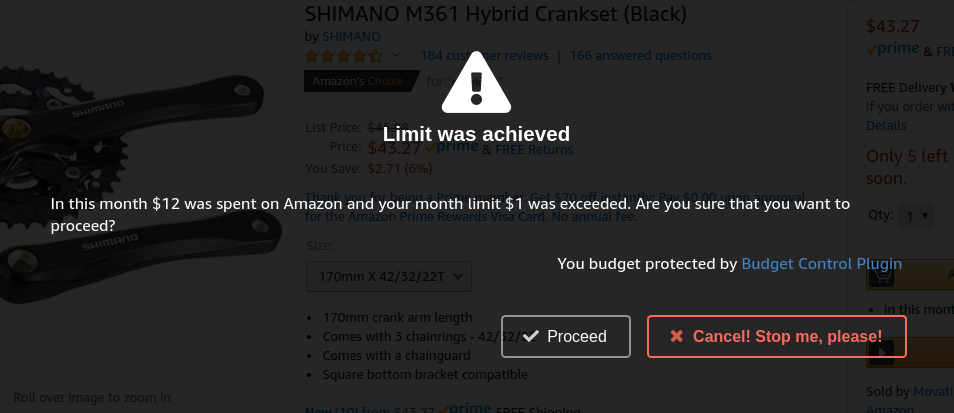 SHIMANO M361 Hybrid Crankset (Black)
by SHIMANO
184 customer reviews | 166 answered questions
Amazon's Choice for
$43.27
prime & FREE
FREE Delivery
if you order
Details
Only 5 left
soon.
Qty: 1
SHIMANO
SHIMANO
Limit was achieved
List Price:
Price: $43.27 prime & FREE Returns
You Save: $2.71 (6%)
Thank you for being a Prime member. Get $70 off instantly: Pay $0.00 upon approval
for the Amazon Prime Rewards Visa Card. No annual fee.
In this month $12 was spent on Amazon and your month limit $1 was exceeded. Are you sure that you want to
proceed?
Size:
You budget protected by Budget Control Plugin
170mm X 42/32/22T
• 170mm crank arm length
• Comes with 3 chainrings - 42/32/22
• Comes with a chainguard
• Square bottom bracket compatible
Proceed
Cancel! Stop me, please!
• In this mont
Roll over image to zoom in
New (10) from $43.27 prime FREE Shipping
Sold by Movati
Amazon